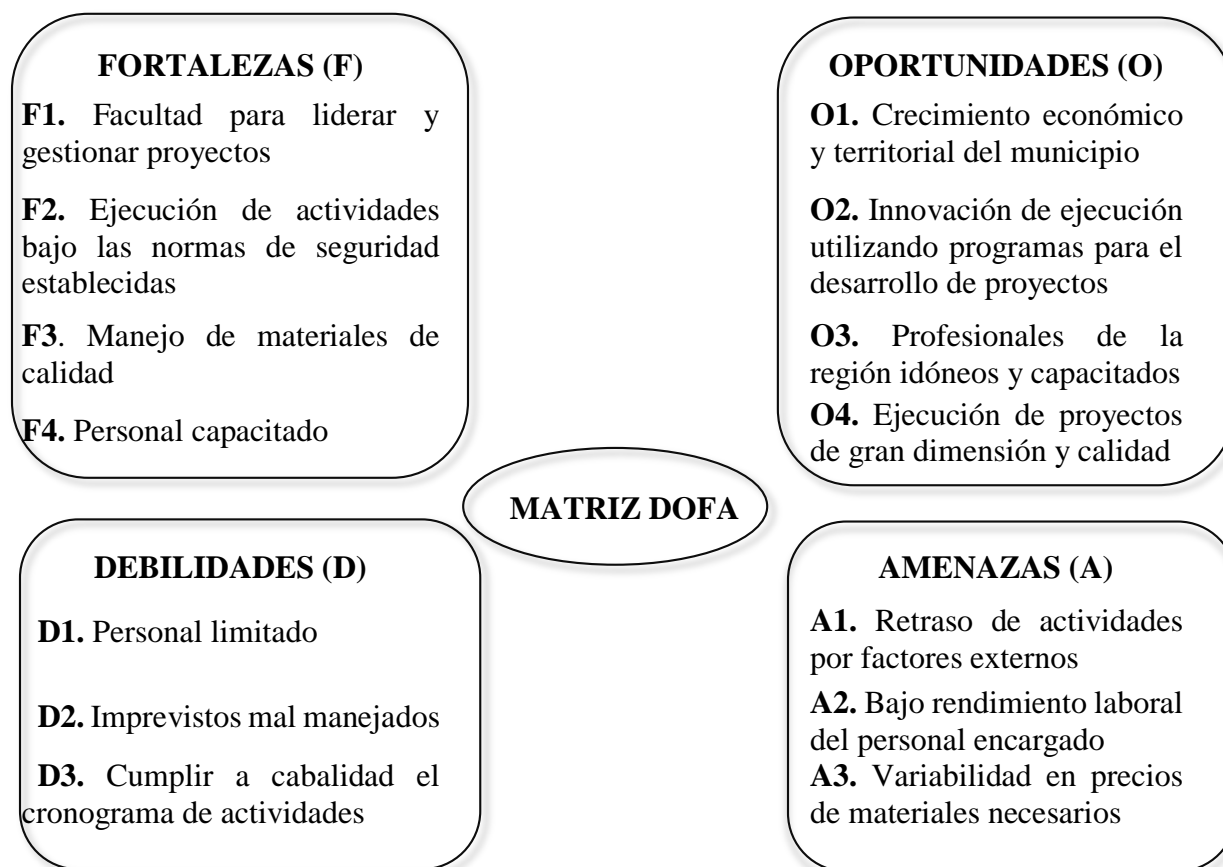 FORTALEZAS (F)
F1. Facultad para liderar y
gestionar proyectos
F2. Ejecución de actividades
bajo las normas de seguridad
establecidas
F3. Manejo de materiales de
calidad
F4. Personal capacitado
OPORTUNIDADES (O)
O1. Crecimiento económico
y territorial del municipio
O2. Innovación de ejecución
utilizando programas para el
desarrollo de proyectos
O3. Profesionales de la
región idóneos y capacitados
O4. Ejecución de proyectos
de gran dimensión y calidad
MATRIZ DOFA
DEBILIDADES (D)
D1. Personal limitado
D2. Imprevistos mal manejados
D3. Cumplir a cabalidad el
cronograma de actividades
AMENAZAS (A)
A1. Retraso de actividades
por factores externos
A2. Bajo rendimiento laboral
del personal encargado
A3. Variabilidad en precios
de materiales necesarios